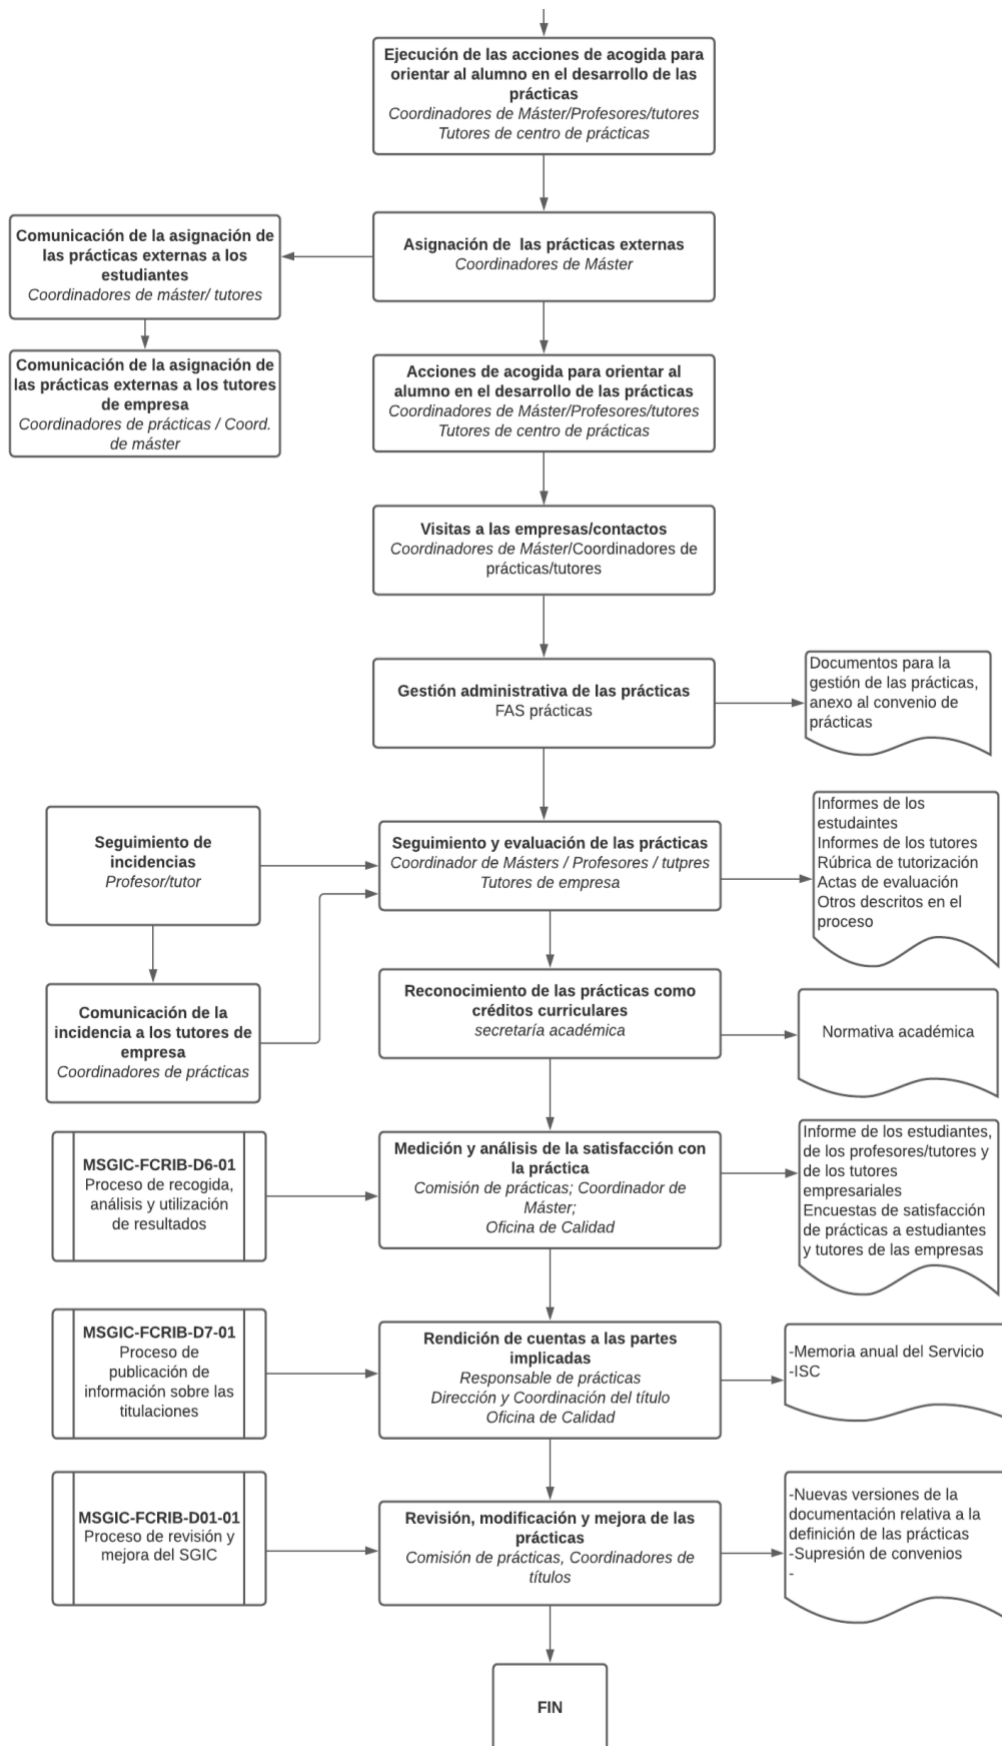 Ejecución de las acciones de acogida para
orientar al alumno en el desarrollo de las
prácticas
Coordinadores de Máster/Profesores/tutores
Tutores de centro de prácticas
Asignación de las prácticas externas
Coordinadores de Máster
Comunicación de la asignación de
las prácticas externas a los
estudiantes
Coordinadores de máster/ tutores
Comunicación de la asignación de
las prácticas externas a los tutores
de empresa
Coordinadores de prácticas / Coord.
de máster
Acciones de acogida para orientar al
alumno en el desarrollo de las prácticas
Coordinadores de Máster/Profesores/tutores
Tutores de centro de prácticas
Visitas a las empresas/contactos
Coordinadores de Máster/Coordinadores de
prácticas/tutores
Gestión administrativa de las prácticas
FAS prácticas
Documentos para la
gestión de las prácticas,
anexo al convenio de
prácticas
Seguimiento de
incidencias
Profesor/tutor
Seguimiento y evaluación de las prácticas
Coordinador de Másters / Profesores / tutpres
Tutores de empresa
Informes de los
estudaintes
Informes de los tutores
Rúbrica de tutorización
Actas de evaluación
Otros descritos en el
proceso
Comunicación de la
incidencia a los tutores de
empresa
Coordinadores de prácticas
Reconocimiento de las prácticas como
créditos curriculares
secretaría académica
Normativa académica
MSGIC-FCRIB-D6-01
Proceso de recogida,
análisis y utilización
de resultados
Medición y análisis de la satisfacción con
la práctica
Comisión de prácticas; Coordinador de
Máster;
Oficina de Calidad
Informe de los estudiantes,
de los profesores/tutores y
de los tutores
empresariales
Encuestas de satisfacción
de prácticas a estudiantes
y tutores de las empresas
MSGIC-FCRIB-D7-01
Proceso de
publicación de
información sobre las
titulaciones
Rendición de cuentas a las partes
implicadas
Responsable de prácticas
Dirección y Coordinación del título
Oficina de Calidad
-Memoria anual del Servicio
-ISC
MSGIC-FCRIB-D01-01
Proceso de revisión y
mejora del SGIC
Revisión, modificación y mejora de las
prácticas
Comisión de prácticas, Coordinadores de
títulos
-Nuevas versiones de la
documentación relativa a la
definición de las prácticas
-Supresión de convenios
-
FIN